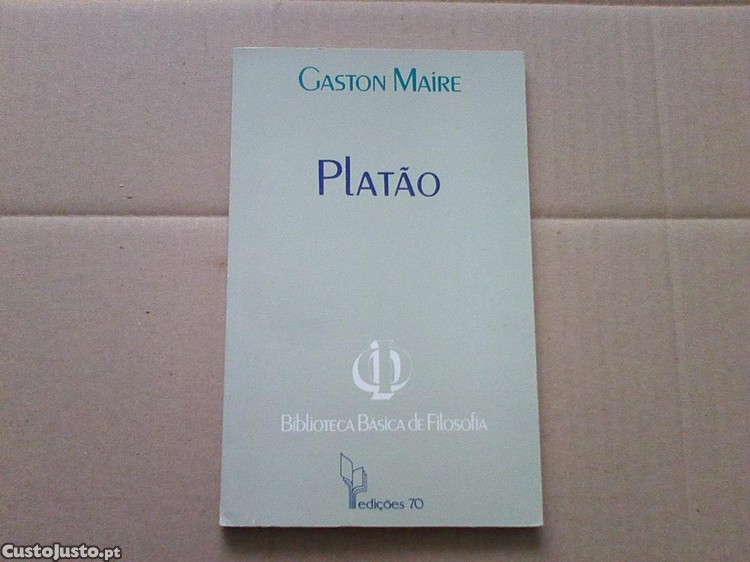 GASTON MAIRE
PLATÃO
BIBLIOTECA BÁSICA DE FILOSOFIA
edições 70
CustoJusto.pt